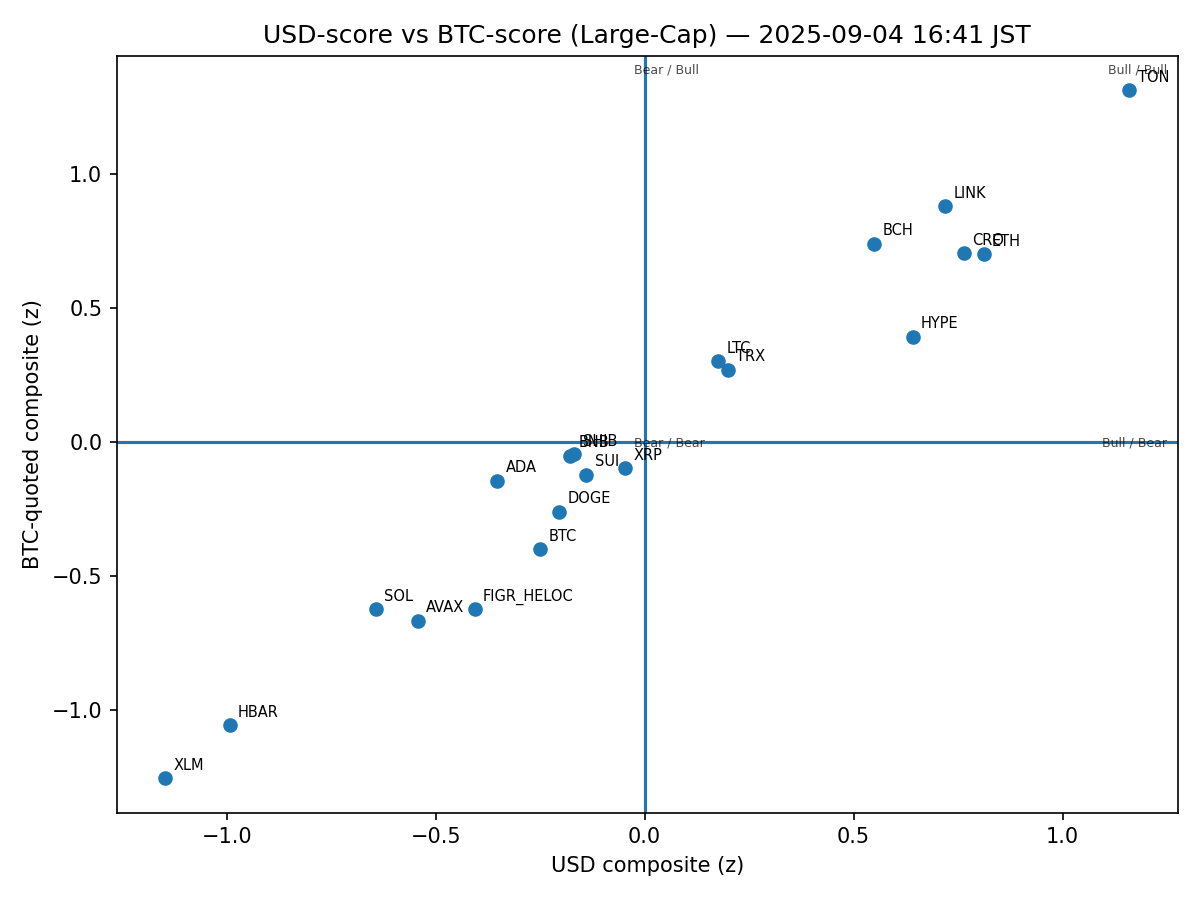 USD-score vs BTC-score (Large-Cap) — 2025-09-04 16:41 JST
Bear / Bull
Bull / Bull
TON
1.0
LINK
BCH
CRO
ETH
0.5
HYPE
LTC
TRX
0.0
BNB
SHIB
Bear / Bear
Bull / Bear
XRP
SUI
ADA
DOGE
BTC
−0.5
SOL
AVAX
FIGR_HELOC
−1.0
HBAR
XLM
−1.0
−0.5
0.0
0.5
1.0
USD composite (z)
BTC-quoted composite (z)